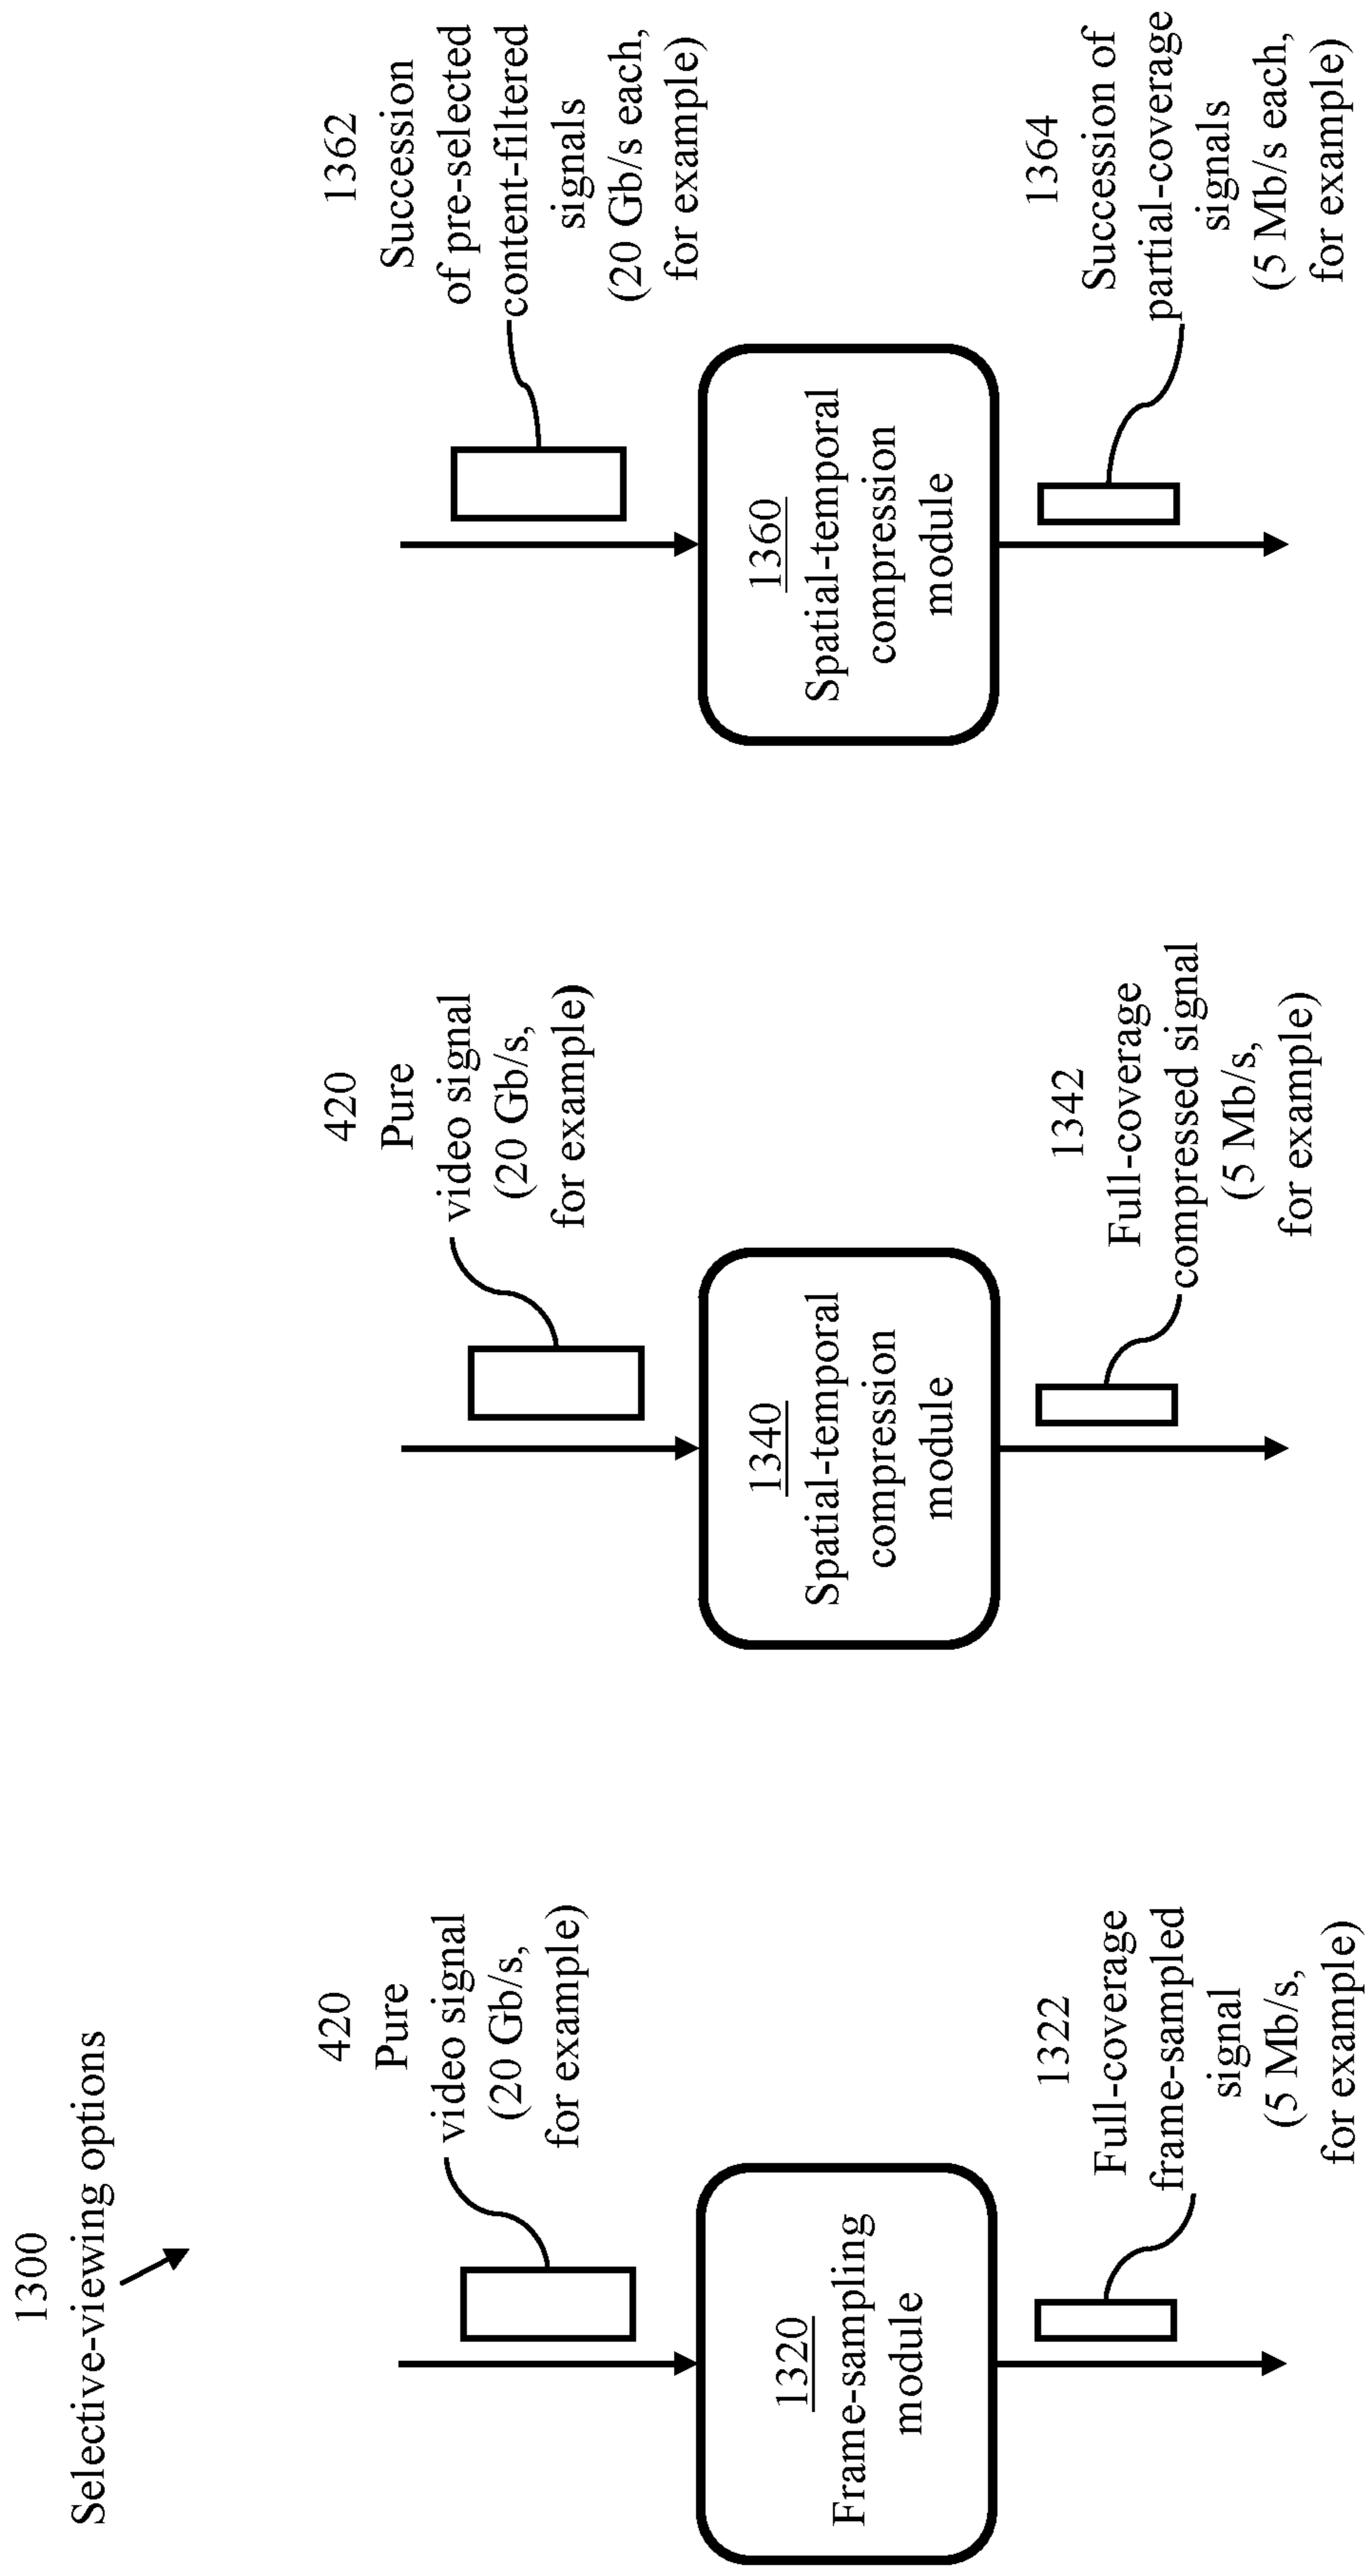 1300
Selective-viewing options
420
Pure
video signal
(20 Gb/s,
for example)
1320
Frame-sampling
module
1322
Full-coverage
frame-sampled
signal
(5 Mb/s,
for example)
420
Pure
video signal
(20 Gb/s,
for example)
1340
Spatial-temporal
compression
module
1342
Full-coverage
compressed signal
(5 Mb/s,
for example)
1362
Succession
of pre-selected
content-filtered
signals
(20 Gb/s each,
for example)
1360
Spatial-temporal
compression
module
1364
Succession of
partial-coverage
signals
(5 Mb/s each,
for example)